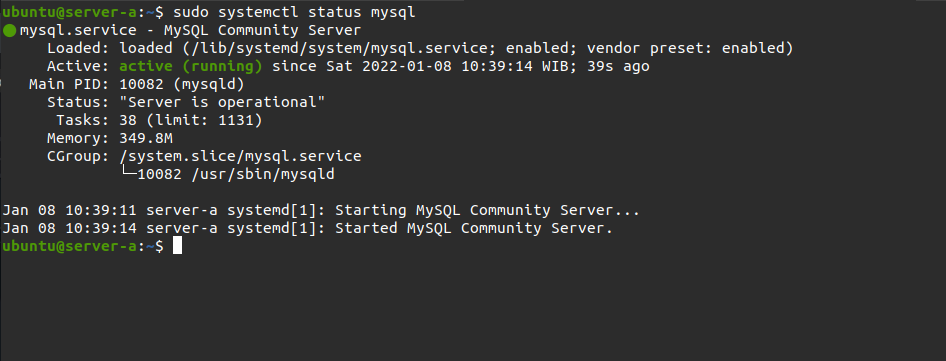 ubuntu@server-a:~$ sudo systemctl status mysql
● mysql.service - MySQL Community Server
     Loaded: loaded (/lib/systemd/system/mysql.service; enabled; vendor preset: enabled)
     Active: active (running) since Sat 2022-01-08 10:39:14 WIB; 39s ago
   Main PID: 10082 (mysqld)
     Status: "Server is operational"
      Tasks: 38 (limit: 1131)
     Memory: 349.8M
     CGroup: /system.slice/mysql.service
             └─10082 /usr/sbin/mysqld

Jan 08 10:39:11 server-a systemd[1]: Starting MySQL Community Server...
Jan 08 10:39:14 server-a systemd[1]: Started MySQL Community Server.
ubuntu@server-a:~$